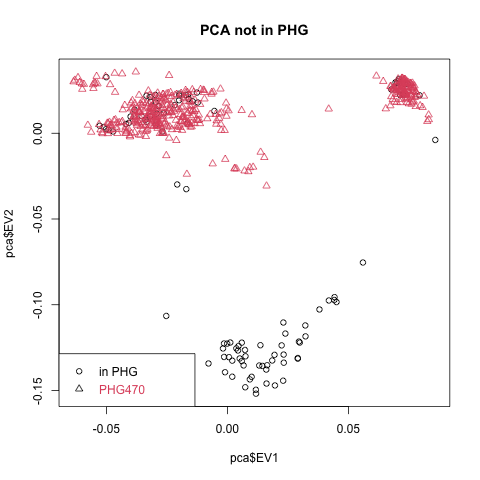 PCA not in PHG
pca$EV2
0.00
-0.05
-0.10
-0.15
in PHG
PHG470
-0.05
0.00
0.05
pca$EV1